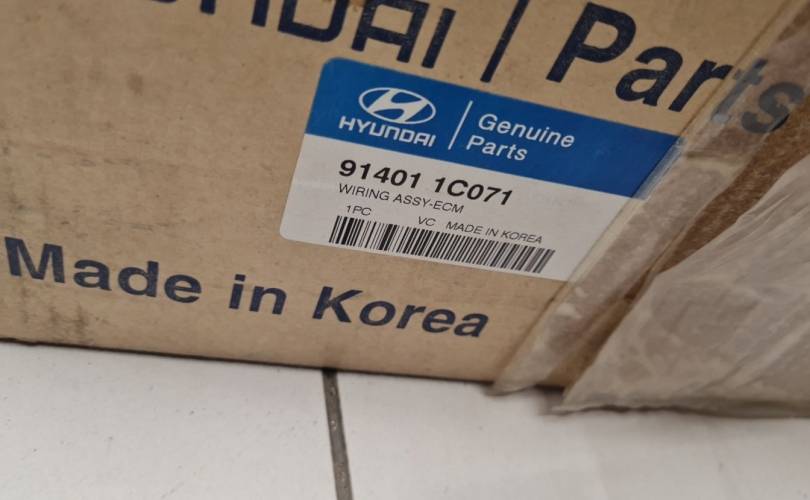 HYUNDAI | Parts
HYUNDAI | Genuine
Parts
91401 1C071
WIRING ASSY-ECM
1PC VC MADE IN KOREA
Made in Korea